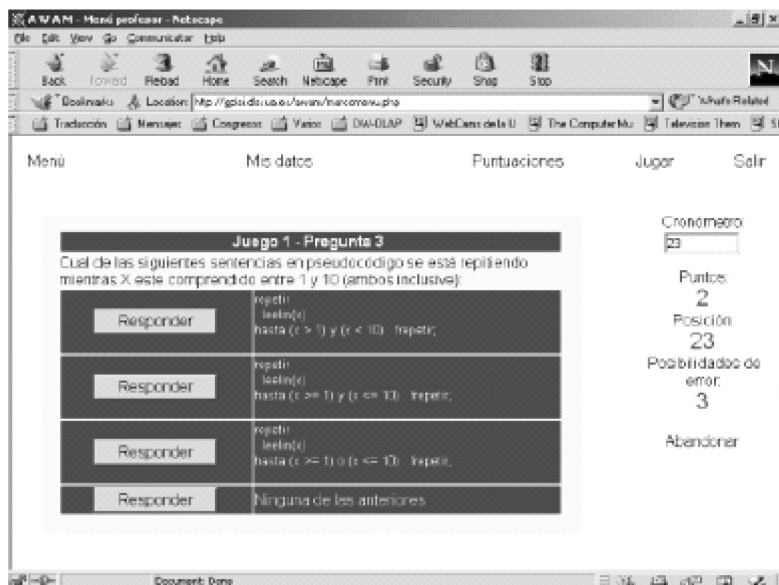 AWAM - Menú profesor - Netscape
File Edit View Go Communicator Help
Back Forward Reload Home Search Netscape Print Security Shop Stop
Bookmarks Location: http://gplsi.dlsi.ua.es/awam/marcomenu.php What's Related
Traducción Mensajes Congresos Varios DW-OLAP WebCams de la U The Computer Mu Television Them
Menú Mis datos Puntuaciones Jugar Salir
Juego 1 - Pregunta 3
Cual de las siguientes sentencias en pseudocódigo se está repitiendo
mientras X este comprendido entre 1 y 10 (ambos inclusive):
Responder
repetir
leelin(x)
hasta (x > 1) y (x < 10) frepetir;
Responder
repetir
leelin(x)
hasta (x >= 1) y (x <= 10) frepetir;
Responder
repetir
leelin(x)
hasta (x >= 1) o (x <= 10) frepetir;
Responder
Ninguna de las anteriores
Cronómetro:
23
Puntos:
2
Posición:
23
Posibilidades de
error:
3
Abandonar
Document: Done